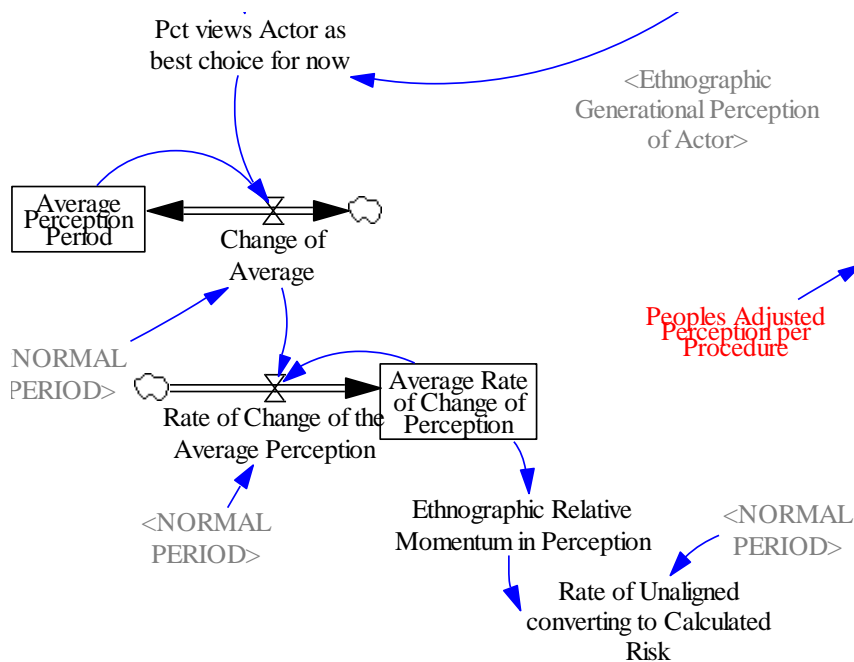 Pct views Actor as
best choice for now
<Ethnographic
Generational Perception
of Actor>
Average
Perception
Period
Change of
Average
Peoples Adjusted
Perception per
Procedure
NORMAL
PERIOD>
Average Rate
of Change of
Perception
Rate of Change of the
Average Perception
<NORMAL
PERIOD>
Ethnographic Relative
Momentum in Perception
<NORMAL
PERIOD>
Rate of Unaligned
converting to Calculated
Risk